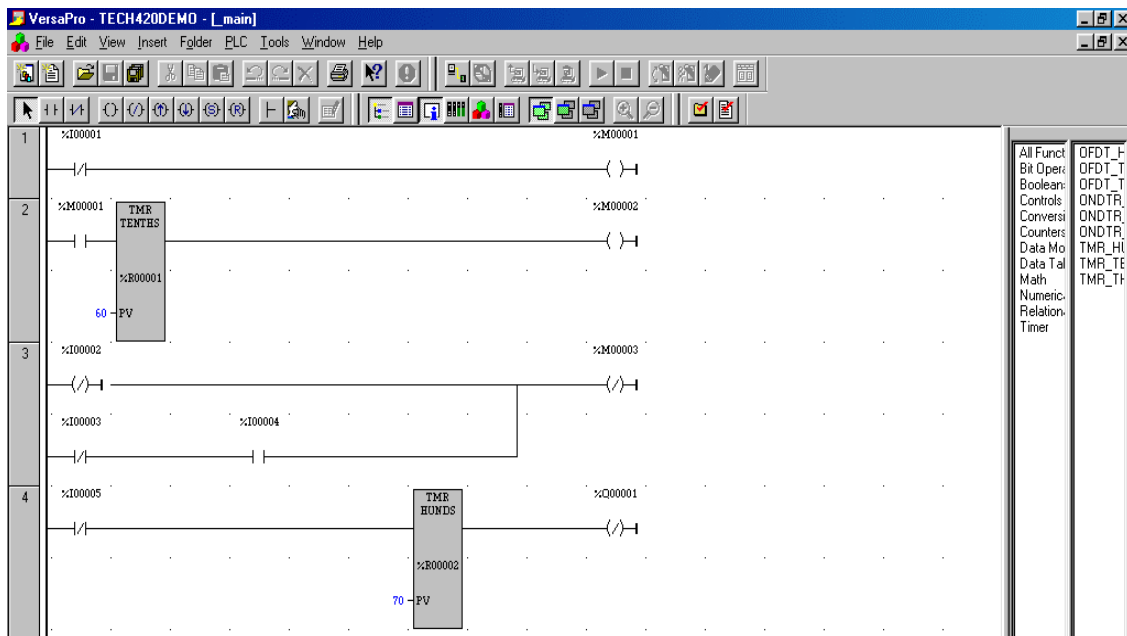 VersaPro - TECH420DEMO - [_main]
File Edit View Insert Folder PLC Tools Window Help
1
%I00001 %M00001
2
%M00001 TMR TENTHS %M00002
%R00001
60 PV
3
%I00002 %M00003
%I00003 %I00004
4
%I00005 TMR HUNDS %Q00001
%R00002
70 PV
All Funct
Bit Opera
Boolean
Controls
Conversi
Counters
Data Mo
Data Tal
Math
Numeric
Relation
Timer
OFDT_H
OFDT_T
OFDT_T
ONDTR_
ONDTR_
ONDTR_
TMR_HU
TMR_TE
TMR_TH